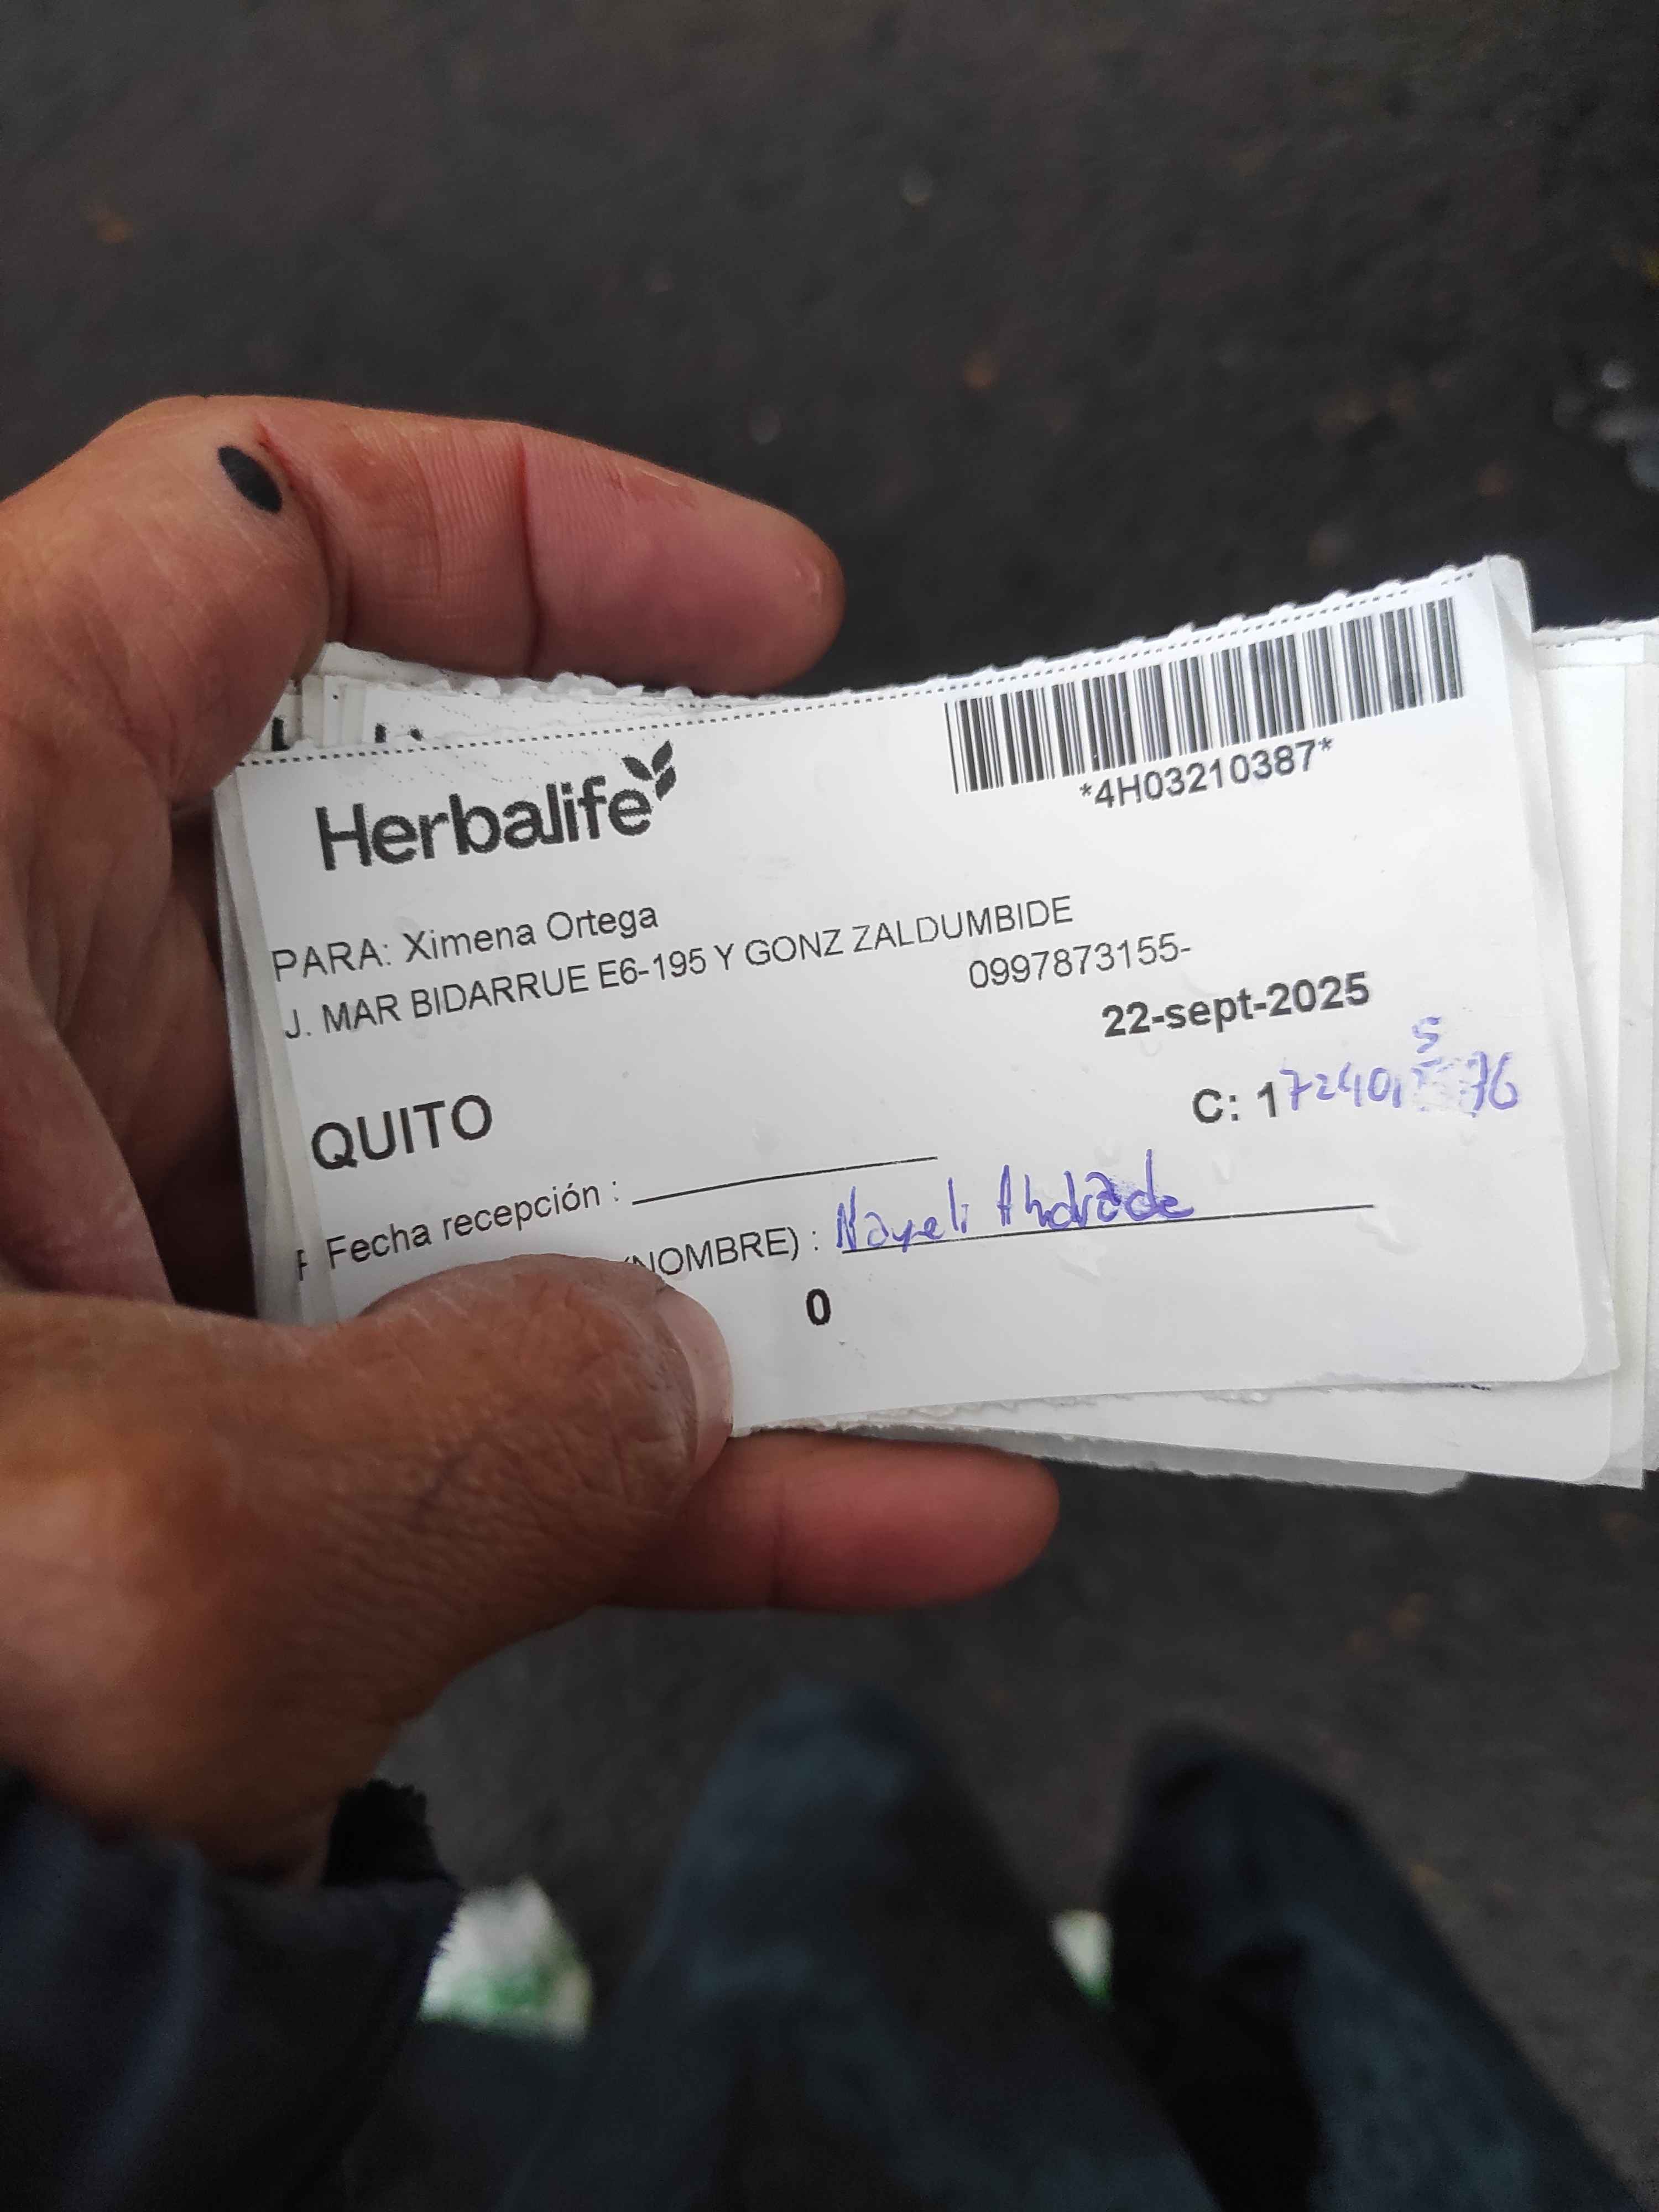 *4H03210387*
Herbalife
PARA: Ximena Ortega
J. MAR BIDARRUE E6-195 Y GONZ ZALDUMBIDE
0997873155-
22-sept-2025
QUITO
Fecha recepción :
(NOMBRE) : Nayeli Andrade
0